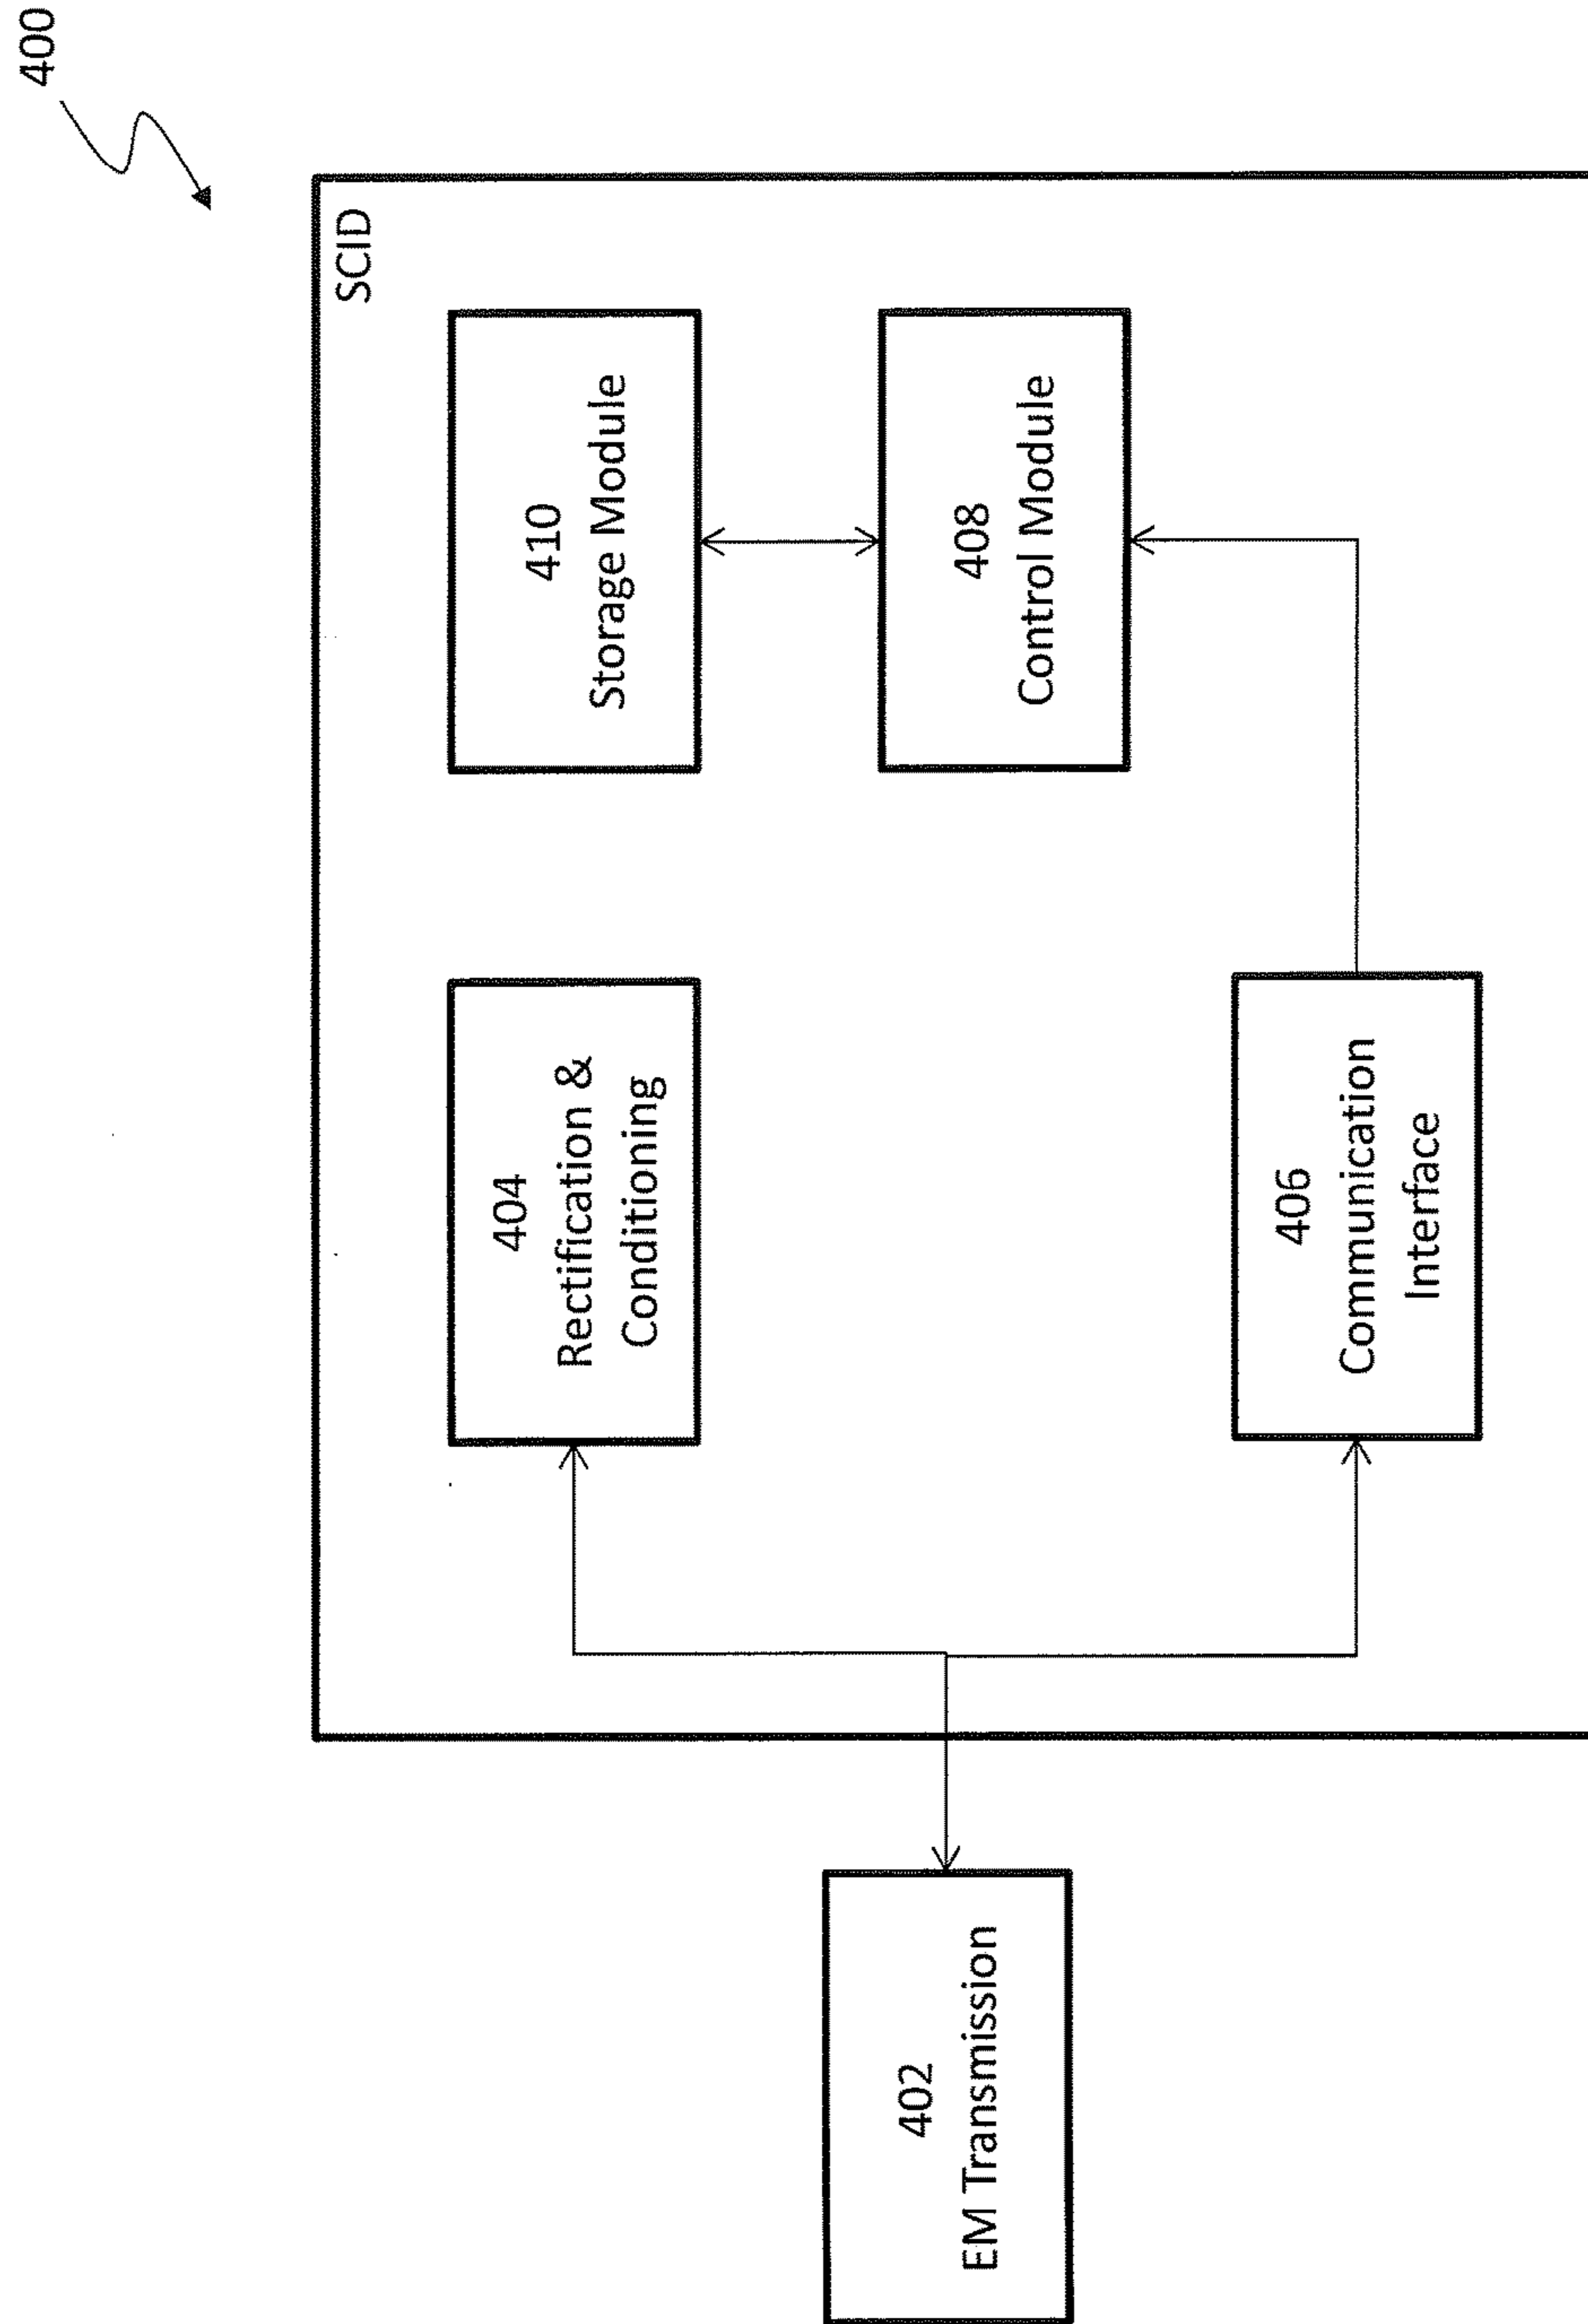 400
SCID
404
Rectification &
Conditioning
410
Storage Module
402
EM Transmission
408
Control Module
406
Communication
Interface